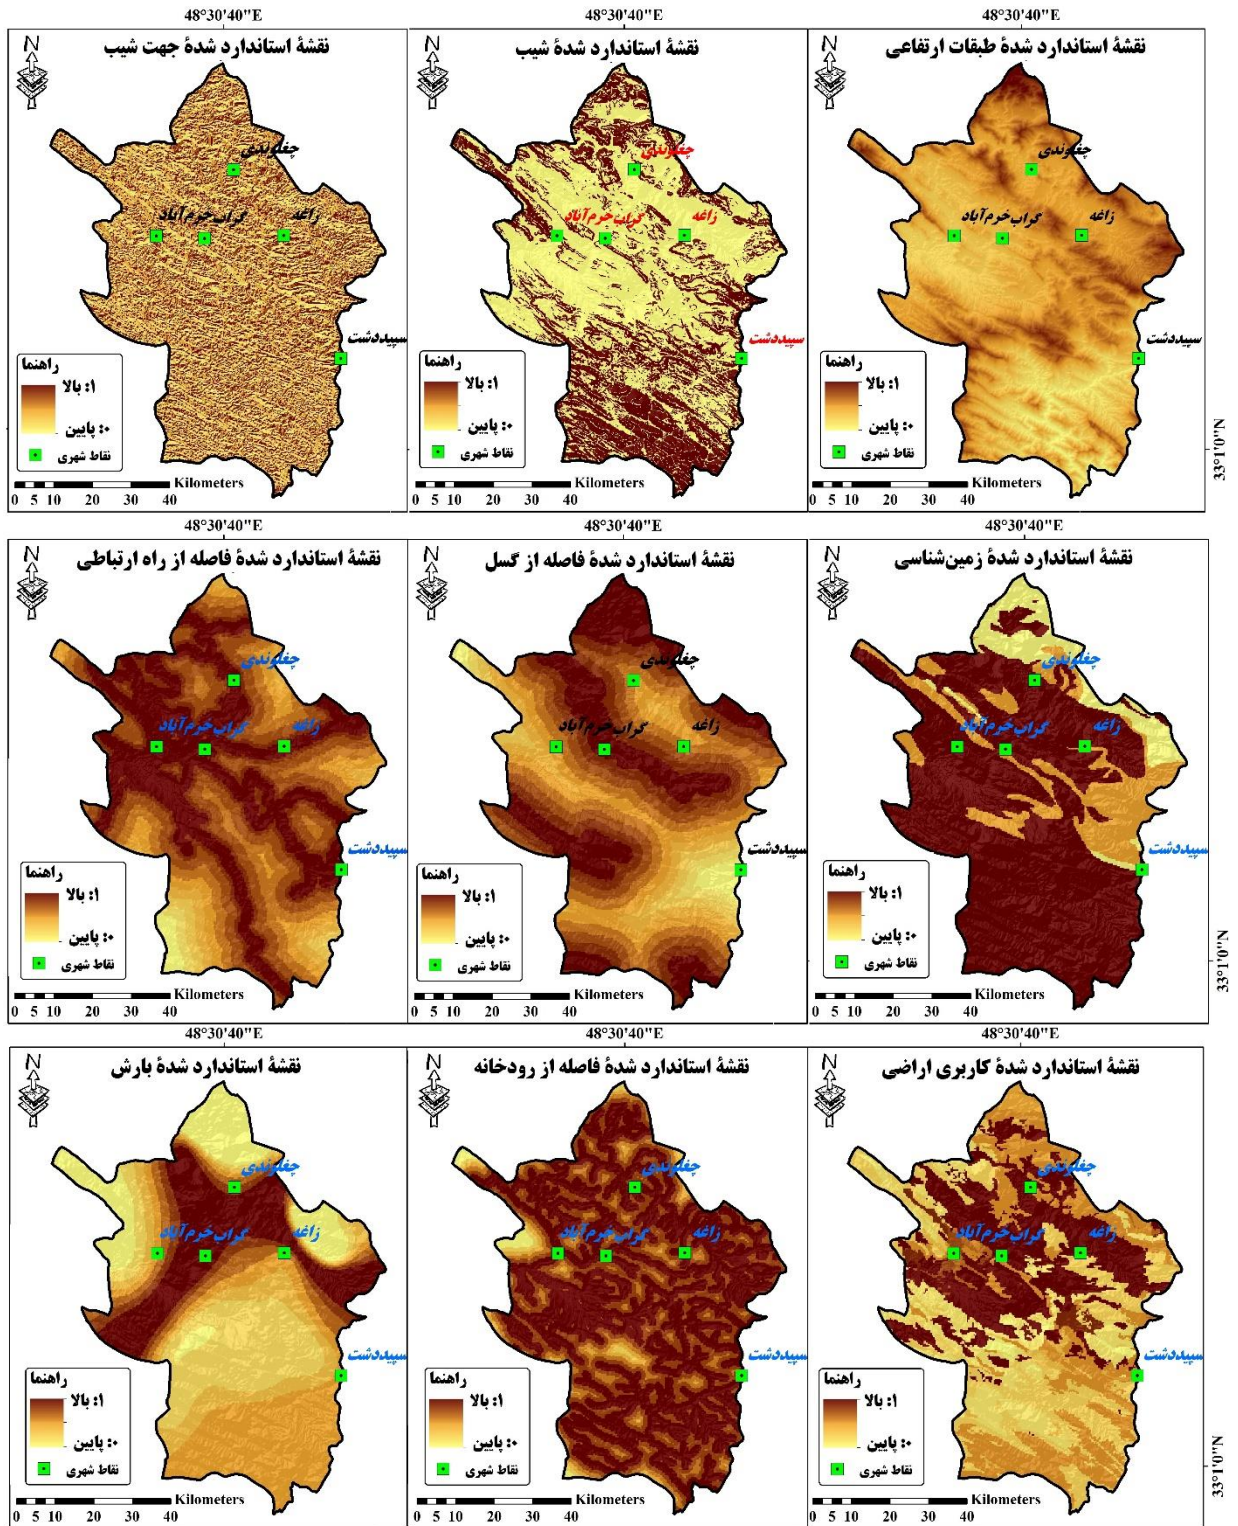 48°30'40"E 48°30'40"E 48°30'40"E
نقشهٔ استاندارد شدهٔ طبقات ارتفاعی
N
چغلوندی
گراب خرم‌آباد
زاغه
سپیددشت
راهنما
۱: بالا
۰: پایین
نقاط شهری
Kilometers
0 5 10 20 30 40
33°1'0"N
نقشهٔ استاندارد شدهٔ شیب
N
چغلوندی
گراب خرم‌آباد
زاغه
سپیددشت
راهنما
۱: بالا
۰: پایین
نقاط شهری
Kilometers
0 5 10 20 30 40
نقشهٔ استاندارد شدهٔ جهت شیب
N
چغلوندی
گراب خرم‌آباد
زاغه
سپیددشت
راهنما
۱: بالا
۰: پایین
نقاط شهری
Kilometers
0 5 10 20 30 40
48°30'40"E 48°30'40"E 48°30'40"E
نقشهٔ استاندارد شدهٔ زمین‌شناسی
N
چغلوندی
گراب خرم‌آباد
زاغه
سپیددشت
راهنما
۱: بالا
۰: پایین
نقاط شهری
Kilometers
0 5 10 20 30 40
33°1'0"N
نقشهٔ استاندارد شدهٔ فاصله از گسل
N
چغلوندی
گراب خرم‌آباد
زاغه
سپیددشت
راهنما
۱: بالا
۰: پایین
نقاط شهری
Kilometers
0 5 10 20 30 40
نقشهٔ استاندارد شدهٔ فاصله از راه ارتباطی
N
چغلوندی
گراب خرم‌آباد
زاغه
سپیددشت
راهنما
۱: بالا
۰: پایین
نقاط شهری
Kilometers
0 5 10 20 30 40
48°30'40"E 48°30'40"E 48°30'40"E
نقشهٔ استاندارد شدهٔ کاربری اراضی
N
چغلوندی
گراب خرم‌آباد
زاغه
سپیددشت
راهنما
۱: بالا
۰: پایین
نقاط شهری
Kilometers
0 5 10 20 30 40
33°1'0"N
نقشهٔ استاندارد شدهٔ فاصله از رودخانه
N
چغلوندی
گراب خرم‌آباد
زاغه
سپیددشت
راهنما
۱: بالا
۰: پایین
نقاط شهری
Kilometers
0 5 10 20 30 40
نقشهٔ استاندارد شدهٔ بارش
N
چغلوندی
گراب خرم‌آباد
زاغه
سپیددشت
راهنما
۱: بالا
۰: پایین
نقاط شهری
Kilometers
0 5 10 20 30 40